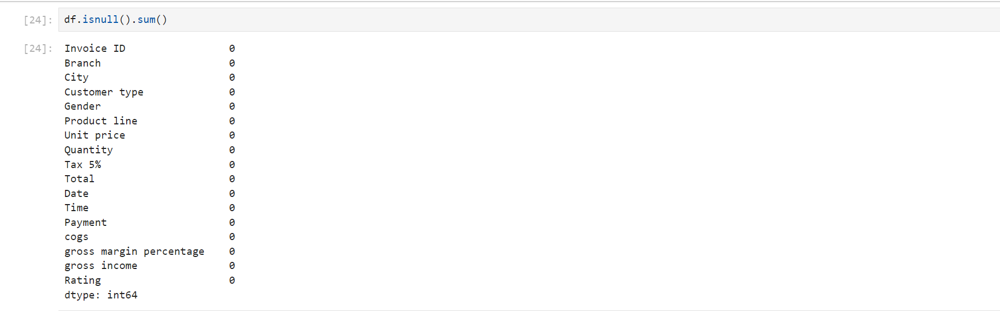 [24]: df.isnull().sum()
[24]: Invoice ID 0
Branch 0
City 0
Customer type 0
Gender 0
Product line 0
Unit price 0
Quantity 0
Tax 5% 0
Total 0
Date 0
Time 0
Payment 0
cogs 0
gross margin percentage 0
gross income 0
Rating 0
dtype: int64